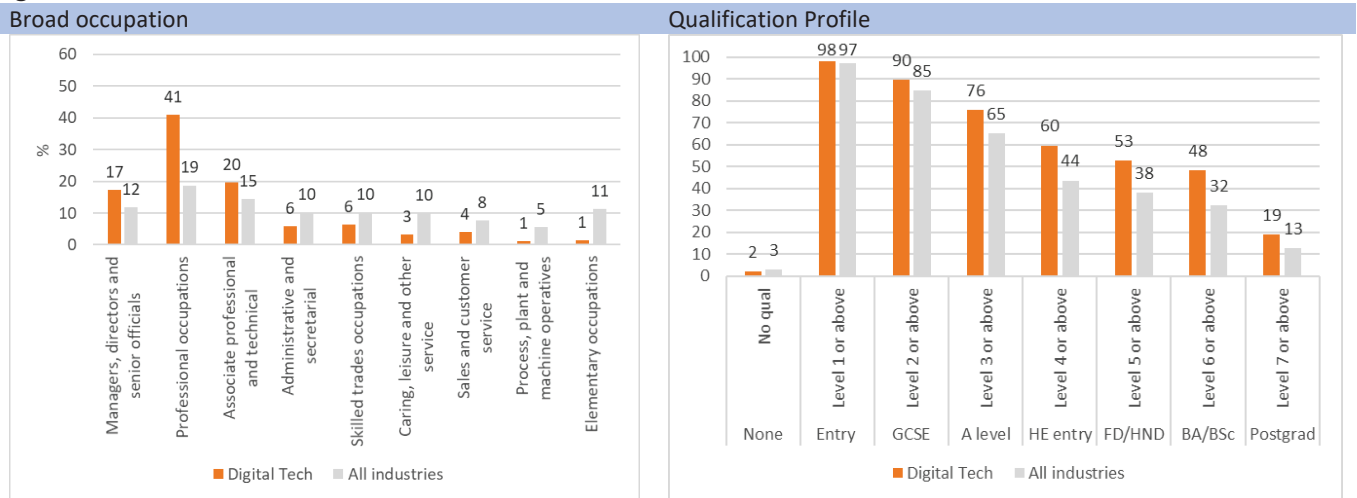 Broad occupation
Qualification Profile
60
50
40
30
20
10
0
%
17
12
41
19
20
15
6
10
6
10
3
10
4
8
1
5
1
11
Managers, directors and
senior officials
Professional occupations
Associate professional
and technical
Administrative and
secretarial
Skilled trades occupations
Caring, leisure and other
service
Sales and customer
service
Process, plant and
machine operatives
Elementary occupations
Digital Tech
All industries
100
90
80
70
60
50
40
30
20
10
0
2
3
98
97
90
85
76
65
60
44
53
38
48
32
19
13
No qual
Level 1 or above
Level 2 or above
Level 3 or above
Level 4 or above
Level 5 or above
Level 6 or above
Level 7 or above
None
Entry
GCSE
A level
HE entry
FD/HND
BA/BSc
Postgrad
Digital Tech
All industries